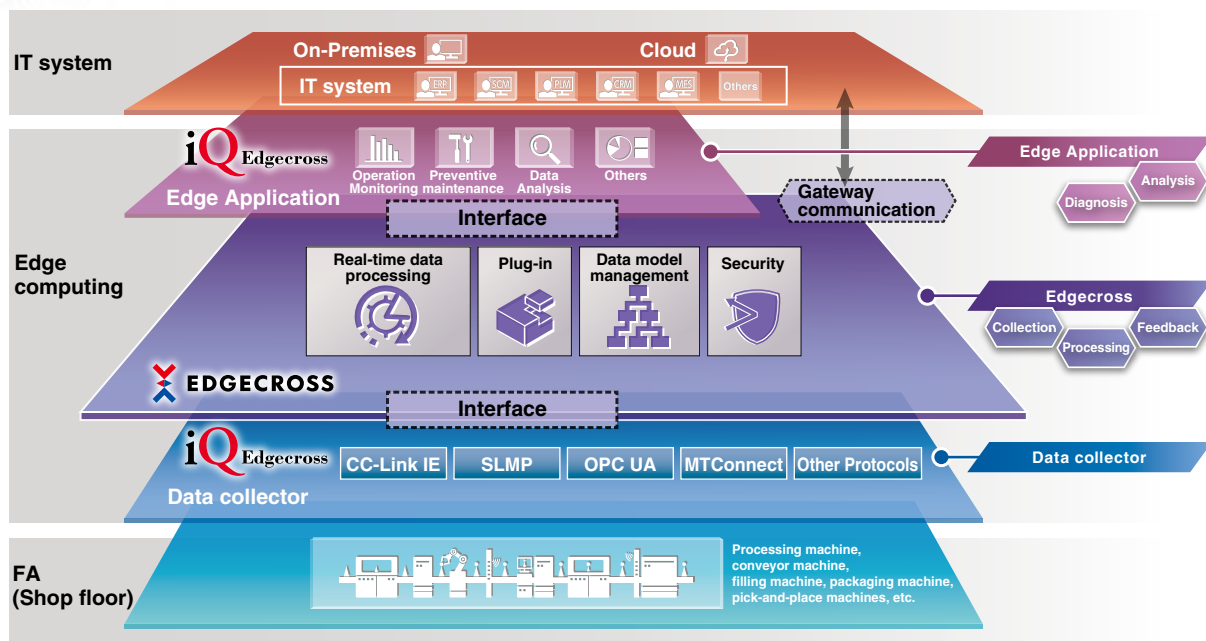 IT system
On-Premises
Cloud
IT system
ERP
SCM
PLM
CRM
MES
Others
iQ Edgecross
Edge Application
Operation
Monitoring
Preventive
maintenance
Data
Analysis
Others
Gateway
communication
Edge Application
Diagnosis
Analysis
Interface
Edge
computing
Real-time data
processing
Plug-in
Data model
management
Security
Edgecross
Collection
Processing
Feedback
EDGECROSS
Interface
iQ Edgecross
Data collector
CC-Link IE
SLMP
OPC UA
MTConnect
Other Protocols
Data collector
FA
(Shop floor)
Processing machine,
conveyor machine,
filling machine, packaging machine,
pick-and-place machines, etc.